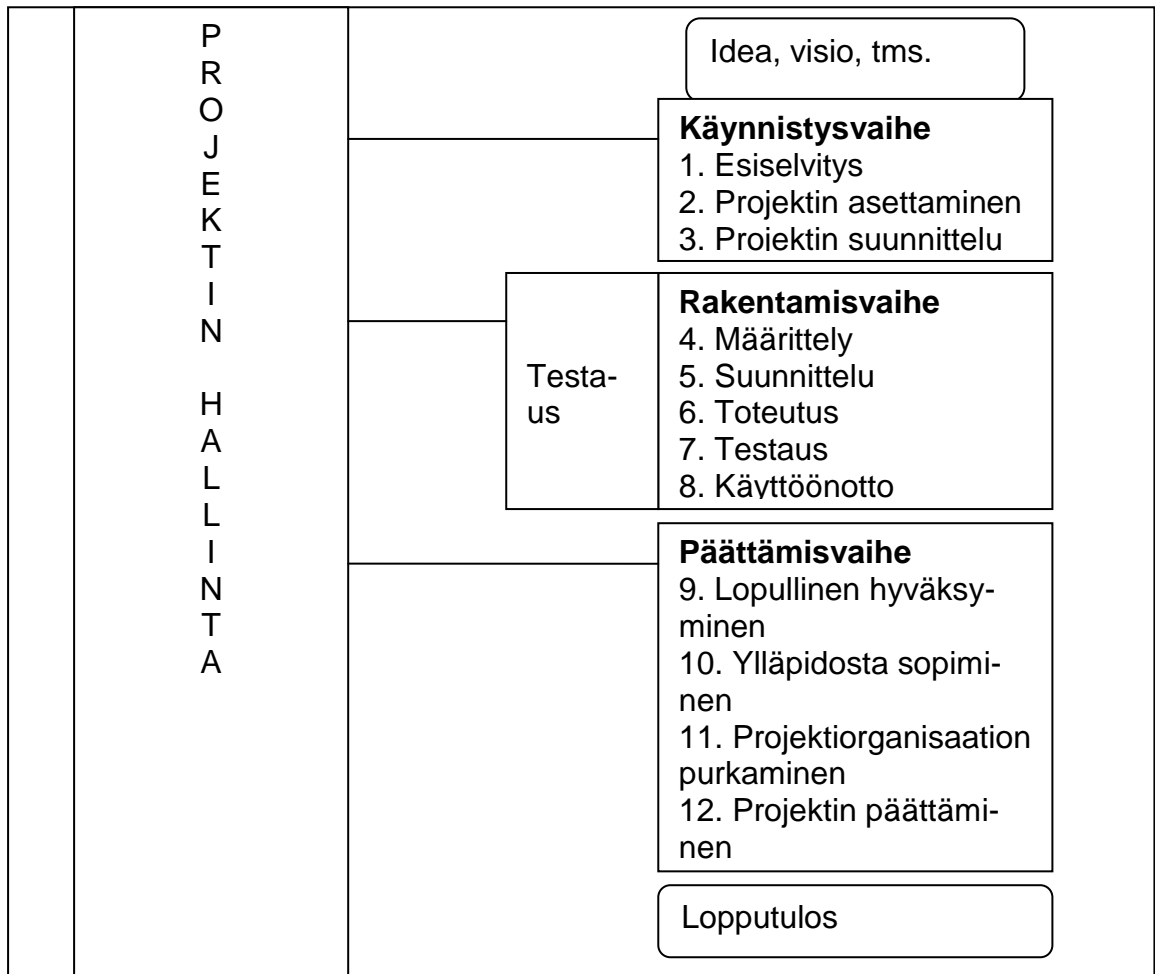 P
R
O
J
E
K
T
I
N
H
A
L
L
I
N
T
A
Idea, visio, tms.
Käynnistysvaihe
1. Esiselvitys
2. Projektin asettaminen
3. Projektin suunnittelu
Testa-
us
Rakentamisvaihe
4. Määrittely
5. Suunnittelu
6. Toteutus
7. Testaus
8. Käyttöönotto
Päättämisvaihe
9. Lopullinen hyväksy-
minen
10. Ylläpidosta sopimi-
nen
11. Projektiorganisaation
purkaminen
12. Projektin päättämi-
nen
Lopputulos